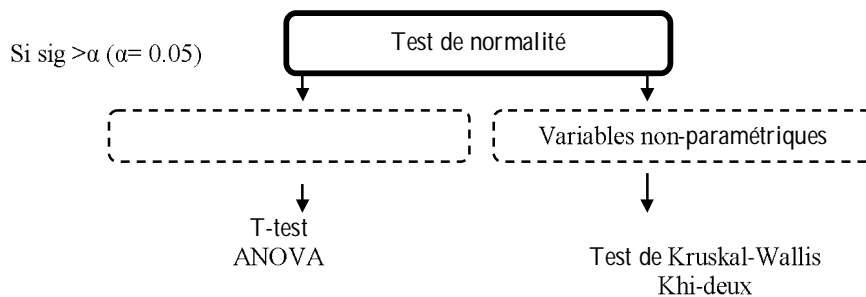 Test de normalité
Si sig >α (α= 0.05)
Variables non-paramétriques
T-test
ANOVA
Test de Kruskal-Wallis
Khi-deux